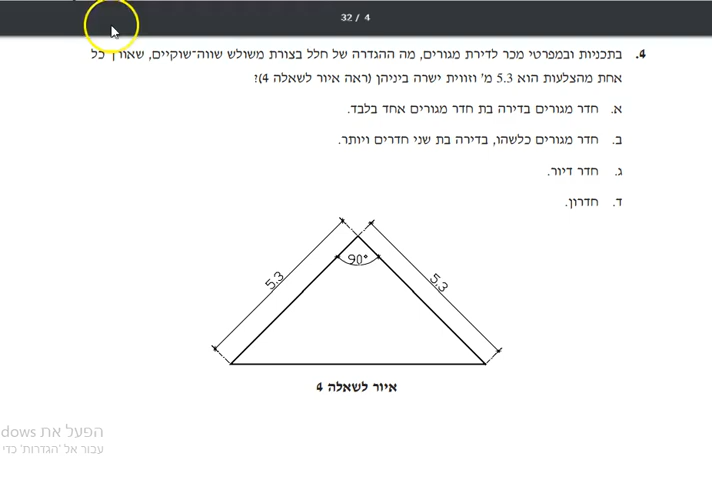 32 / 4
4. בתכניות ובמפרטי מכר לדירת מגורים, מה ההגדרה של חלל בצורת משולש שווה־שוקיים, שאורך כל
אחת מהצלעות הוא 5.3 מ' וזווית ישרה ביניהן (ראה איור לשאלה 4)?
א. חדר מגורים בדירה בת חדר מגורים אחד בלבד.
ב. חדר מגורים כלשהו, בדירה בת שני חדרים ויותר.
ג. חדר דיור.
ד. חדרון.
90°
5.3
5.3
איור לשאלה 4
הפעל את dows
עבור אל 'הגדרות' כדי